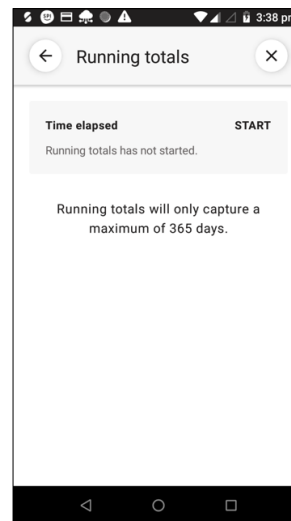 3:38 pm
Running totals
Time elapsed START
Running totals has not started.
Running totals will only capture a
maximum of 365 days.